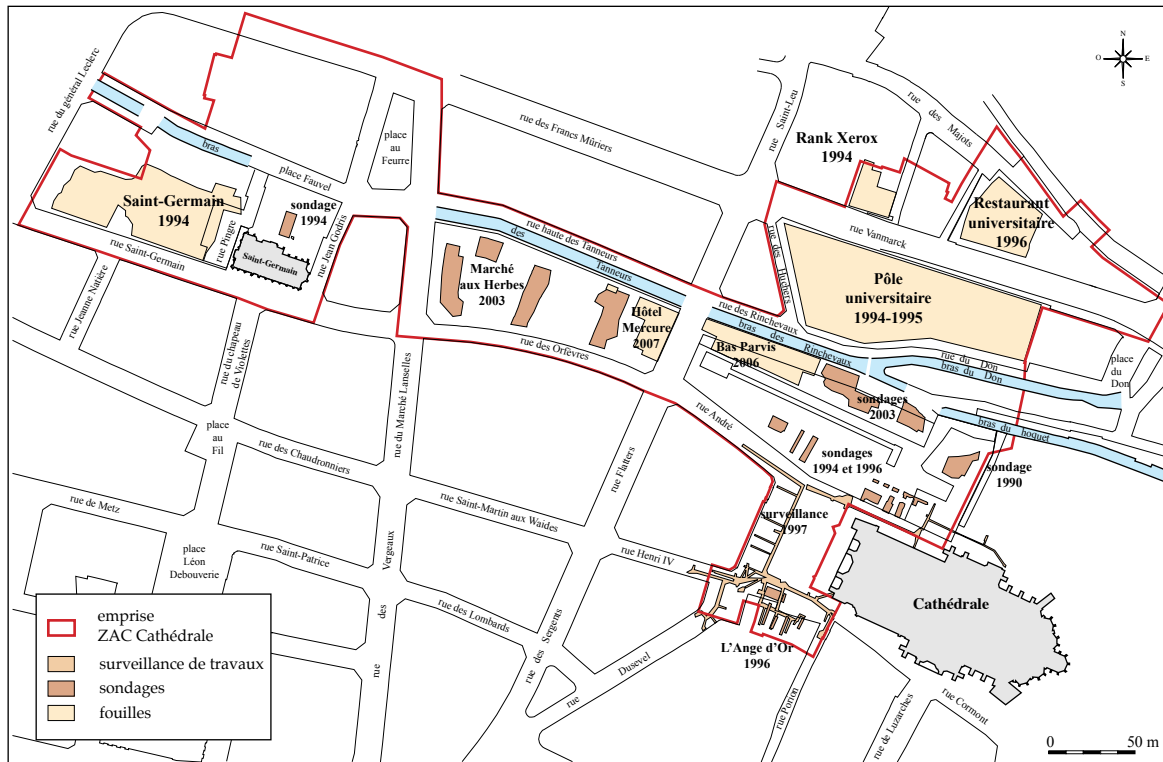 N
O
E
S
rue du général Leclerc
bras
place Fauvel
place
au
Feurre
rue des Francs Mûriers
rue Saint-Leu
Rank Xerox
1994
rue des Majots
Restaurant
universitaire
1996
Saint-Germain
1994
sondage
1994
rue Pingre
rue Jean Godris
Saint-Germain
rue Saint-Germain
rue Jeanne Natière
rue haute des Tanneurs
des Tanneurs
Marché
aux Herbes
2003
Hôtel
Mercure
2007
rue des Orfèvres
rue Vanmarck
rue des Huchers
Pôle
universitaire
1994-1995
rue des Rinchevaux
bras des Rinchevaux
Bas Parvis
2006
rue du Don
bras du Don
place
du
Don
sondages
2003
bras du hoquet
rue du chapeau
de Violettes
rue du Marché Lanselles
rue André
sondages
1994 et 1996
sondage
1990
place
au
Fil
rue des Chaudronniers
rue Flatters
rue de Metz
rue Saint-Martin aux Waides
surveillance
1997
place
Léon
Debouverie
rue Saint-Patrice
rue des Vergeaux
rue Henri IV
rue des Lombards
rue des Sergents
Cathédrale
L'Ange d'Or
1996
rue Dusevel
rue Porion
rue de Luzarches
rue Cormont
emprise
ZAC Cathédrale
surveillance de travaux
sondages
fouilles
0 50 m